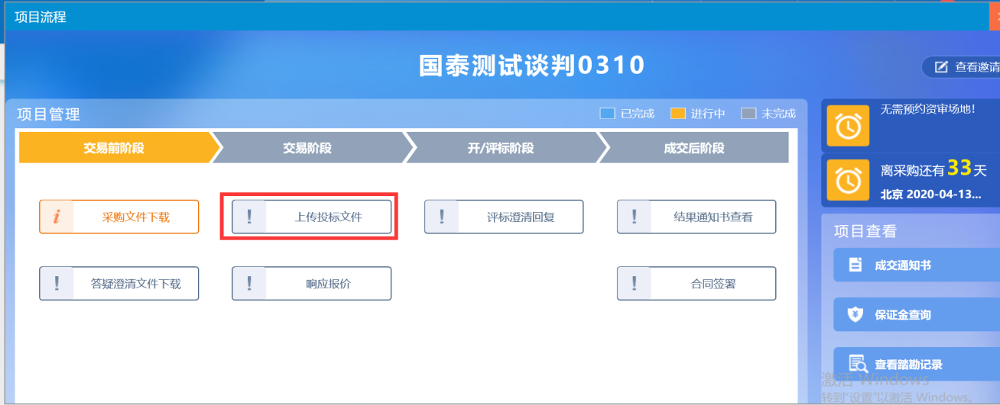 项目流程
国泰测试谈判0310
查看邀请
项目管理
已完成 进行中 未完成
交易前阶段 交易阶段 开/评标阶段 成交后阶段
采购文件下载 上传投标文件 评标澄清回复 结果通知书查看
答疑澄清文件下载 响应报价 合同签署
无需预约资审场地!
离采购还有33天
北京 2020-04-13...
项目查看
成交通知书
保证金查询
查看踏勘记录
激活 Windows
转到"设置"以激活 Windows。